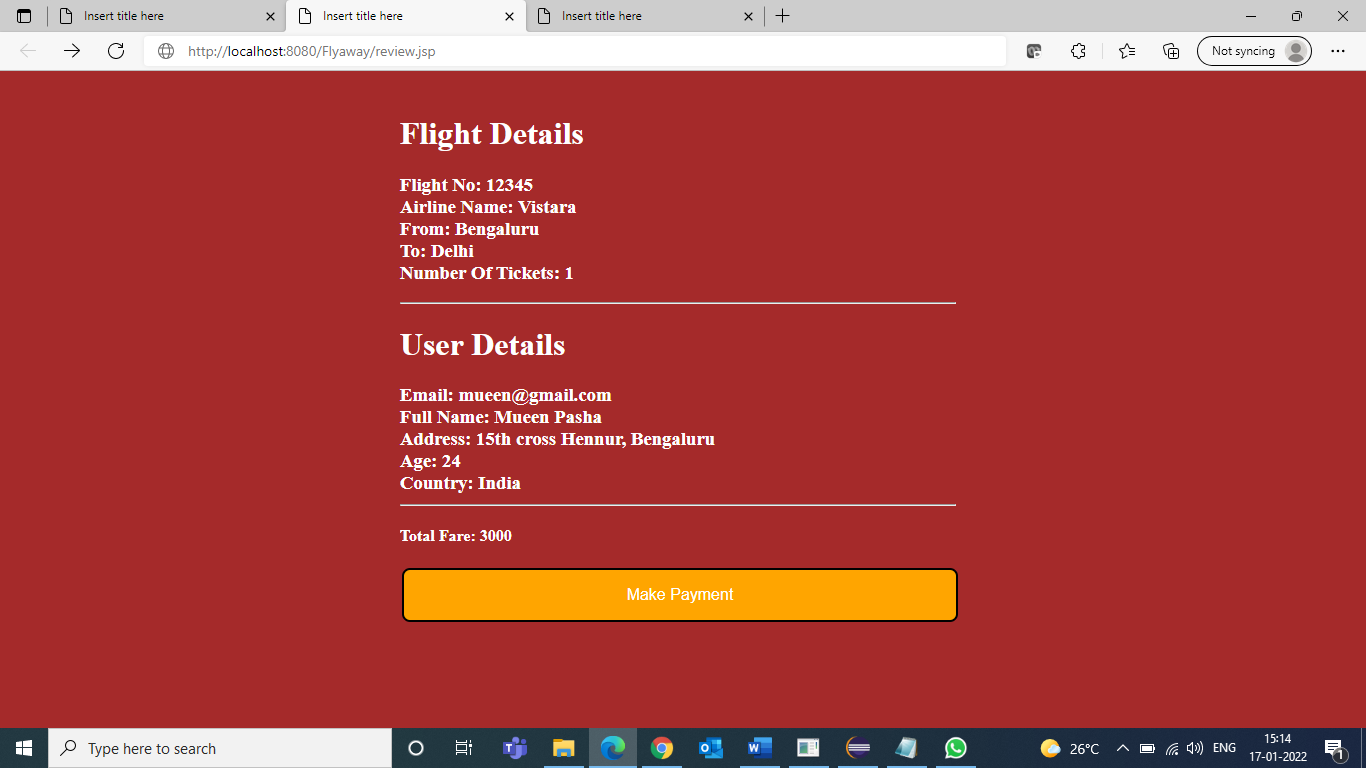 Insert title here
Insert title here
Insert title here
http://localhost:8080/Flyaway/review.jsp
Not syncing
Flight Details
Flight No: 12345
Airline Name: Vistara
From: Bengaluru
To: Delhi
Number Of Tickets: 1
User Details
Email: mueen@gmail.com
Full Name: Mueen Pasha
Address: 15th cross Hennur, Bengaluru
Age: 24
Country: India
Total Fare: 3000
Make Payment
Type here to search
26°C
ENG
15:14
17-01-2022
1